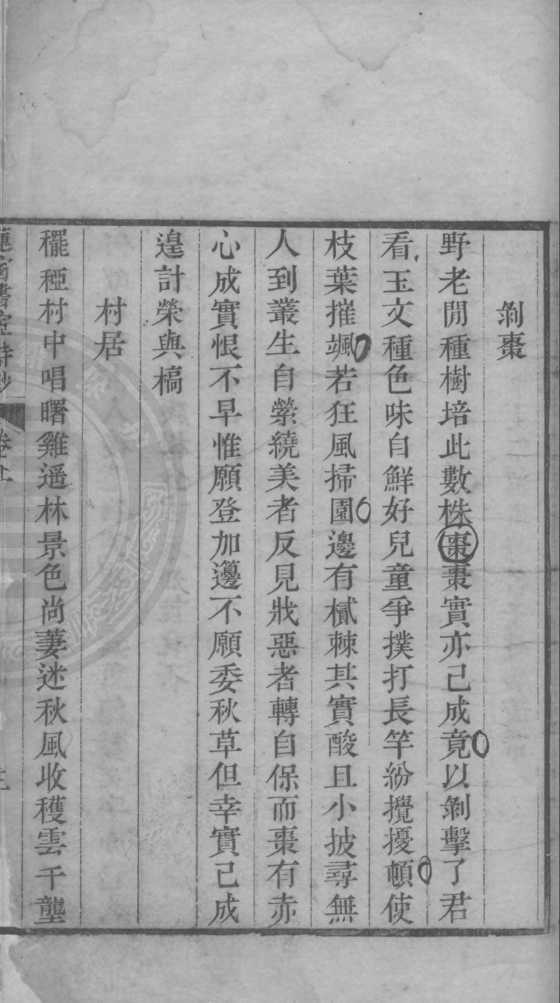 剝棗
野老閒種樹培此數株棗棗實亦已成竟以剝擊了君
看玉文種色味自鮮好兒童爭撲打長竿紛攪擾頓使
枝葉摧颯若狂風掃園邊有樲棘其實酸且小披尋無
人到叢生自縈繞美者反見戕惡者轉自保而棗有赤
心成實恨不早惟願登加籩不願委秋草但幸實已成
遑計榮與槁
村居
䆉稏村中唱曙雞遥林景色尚萋迷秋風收穫雲千壟